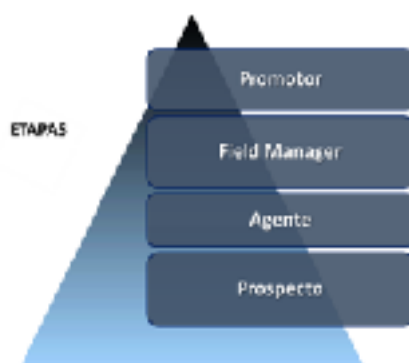 Promotor
ETAPAS
Field Manager
Agente
Prospecto